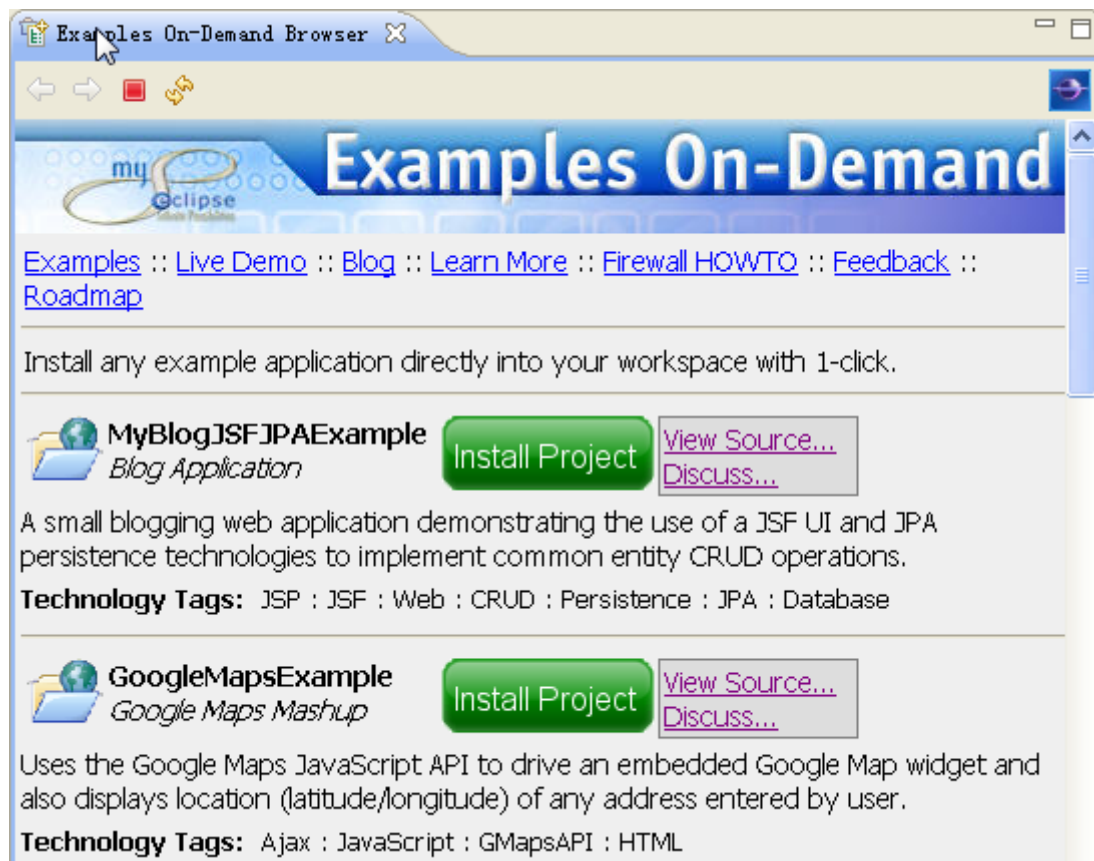 Examples On-Demand Browser
my
eclipse
Examples On-Demand
Examples :: Live Demo :: Blog :: Learn More :: Firewall HOWTO :: Feedback ::
Roadmap
Install any example application directly into your workspace with 1-click.
MyBlogJSFJPAExample
Blog Application
Install Project
View Source...
Discuss...
A small blogging web application demonstrating the use of a JSF UI and JPA
persistence technologies to implement common entity CRUD operations.
Technology Tags: JSP : JSF : Web : CRUD : Persistence : JPA : Database
GoogleMapsExample
Google Maps Mashup
Install Project
View Source...
Discuss...
Uses the Google Maps JavaScript API to drive an embedded Google Map widget and
also displays location (latitude/longitude) of any address entered by user.
Technology Tags: Ajax : JavaScript : GMapsAPI : HTML